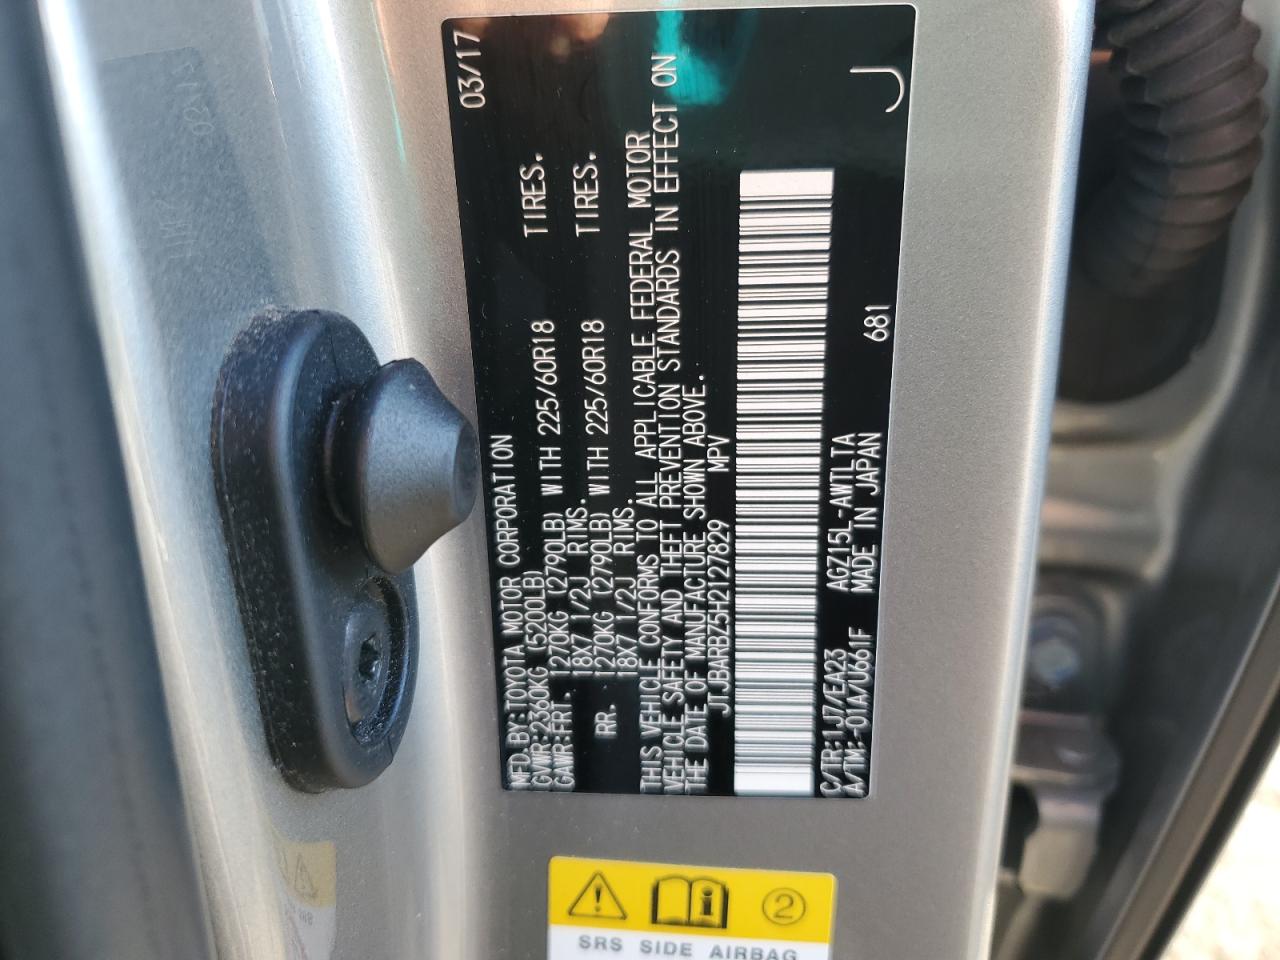 MFD. BY: TOYOTA MOTOR CORPORATION 03/17
GVWR: 2360KG (5200LB)
GAWR: FRT. 1270KG (2790LB) WITH 225/60R18 TIRES.
18X7 1/2J RIMS.
RR. 1270KG (2790LB) WITH 225/60R18 TIRES.
18X7 1/2J RIMS.
THIS VEHICLE CONFORMS TO ALL APPLICABLE FEDERAL MOTOR
VEHICLE SAFETY AND THEFT PREVENTION STANDARDS IN EFFECT ON
THE DATE OF MANUFACTURE SHOWN ABOVE.
JTJBARBZ5H2127829 MPV
C/TR: 1J7/EA23 AGZ15L-AWTLTA 681
A/TM: -01A/U661F MADE IN JAPAN J
2
SRS SIDE AIRBAG